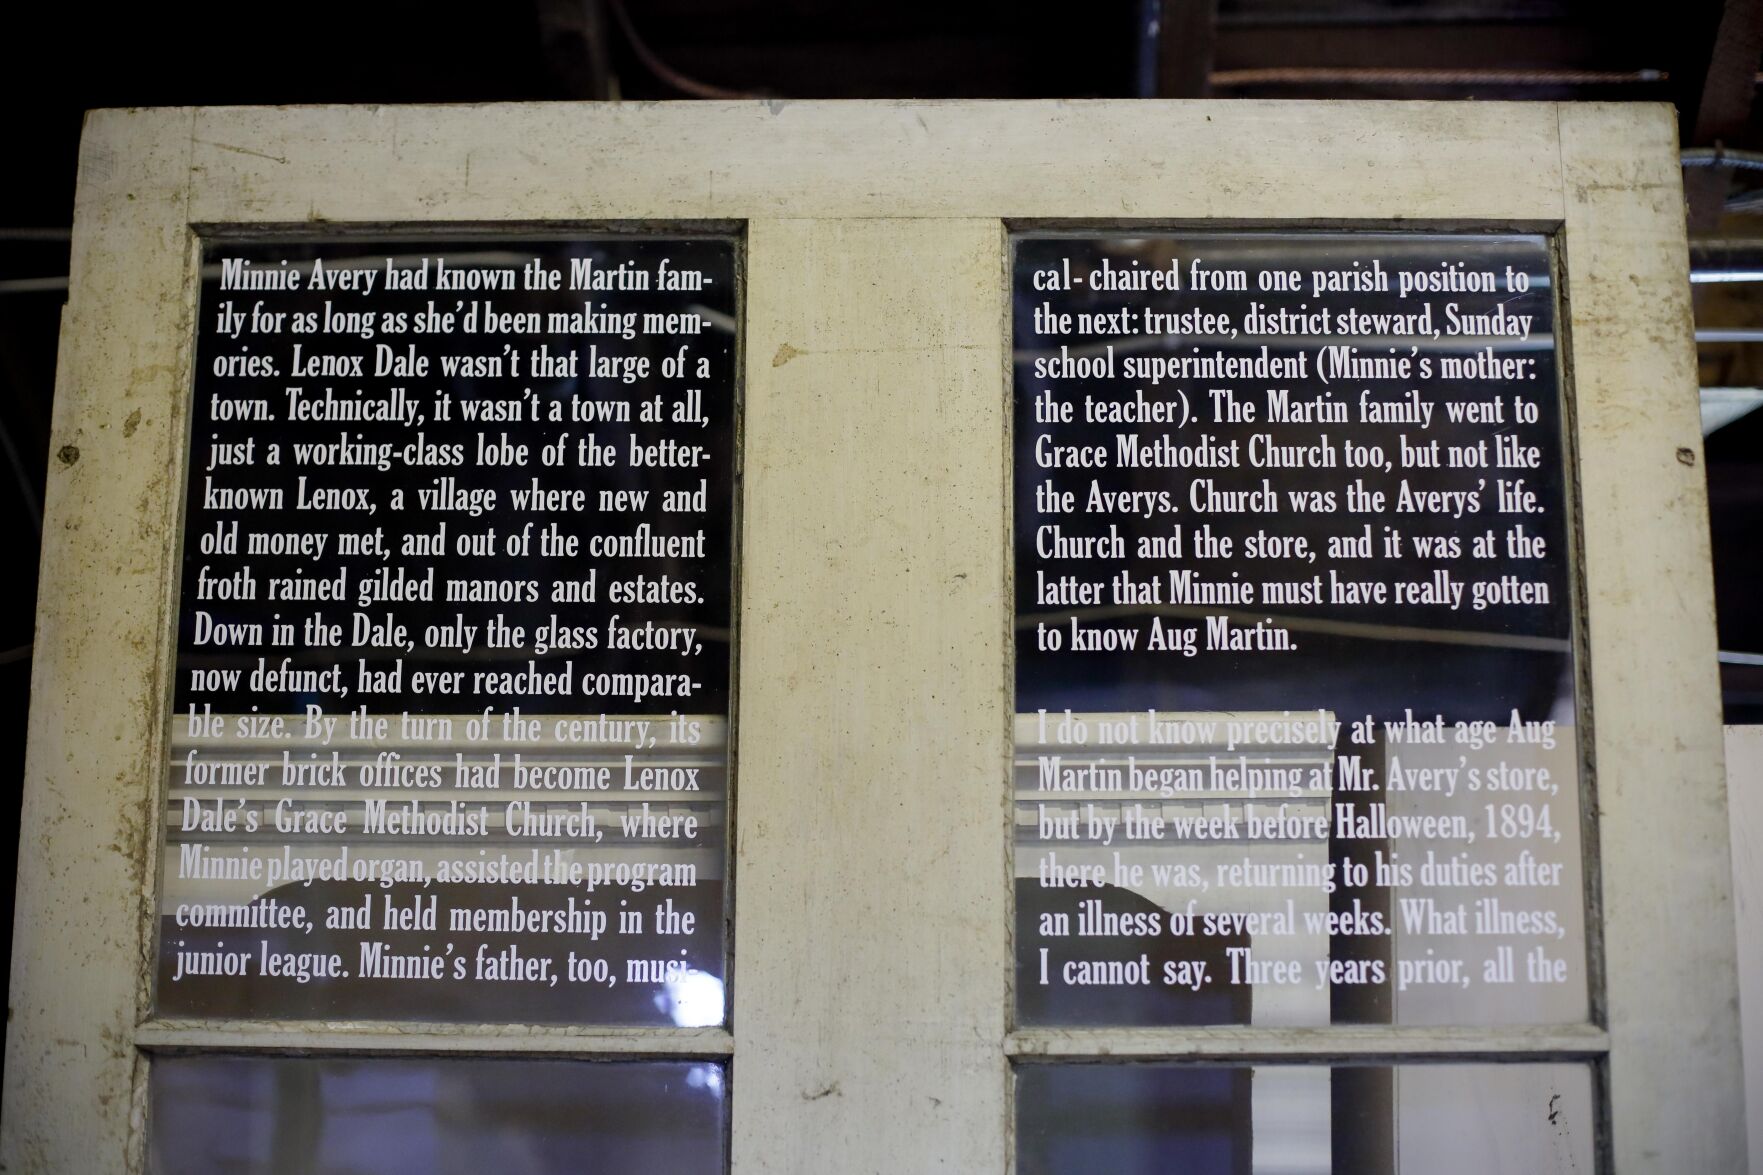 Minnie Avery had known the Martin fam-
ily for as long as she’d been making mem-
ories. Lenox Dale wasn’t that large of a
town. Technically, it wasn’t a town at all,
just a working-class lobe of the better-
known Lenox, a village where new and
old money met, and out of the confluent
froth rained gilded manors and estates.
Down in the Dale, only the glass factory,
now defunct, had ever reached compara-
ble size. By the turn of the century, its
former brick offices had become Lenox
Dale’s Grace Methodist Church, where
Minnie played organ, assisted the program
committee, and held membership in the
junior league. Minnie’s father, too, musi-
cal- chaired from one parish position to
the next: trustee, district steward, Sunday
school superintendent (Minnie’s mother:
the teacher). The Martin family went to
Grace Methodist Church too, but not like
the Averys. Church was the Averys’ life.
Church and the store, and it was at the
latter that Minnie must have really gotten
to know Aug Martin.
I do not know precisely at what age Aug
Martin began helping at Mr. Avery’s store,
but by the week before Halloween, 1894,
there he was, returning to his duties after
an illness of several weeks. What illness,
I cannot say. Three years prior, all the